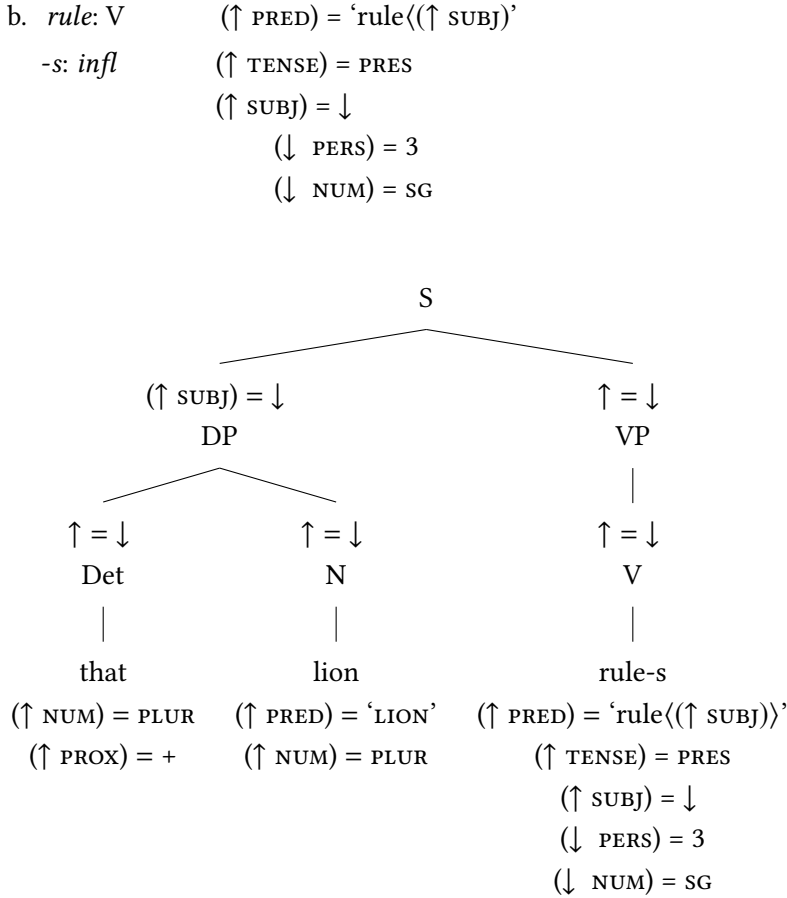 b. rule: V (↑ PRED) = ‘rule⟨(↑ SUBJ)’
-s: infl (↑ TENSE) = PRES
(↑ SUBJ) = ↓
(↓ PERS) = 3
(↓ NUM) = SG
S
(↑ SUBJ) = ↓ ↑ = ↓
DP VP
↑ = ↓ ↑ = ↓ ↑ = ↓
Det N V
that lion rule-s
(↑ NUM) = PLUR (↑ PRED) = ‘LION’ (↑ PRED) = ‘rule⟨(↑ SUBJ)⟩’
(↑ PROX) = + (↑ NUM) = PLUR (↑ TENSE) = PRES
(↑ SUBJ) = ↓
(↓ PERS) = 3
(↓ NUM) = SG